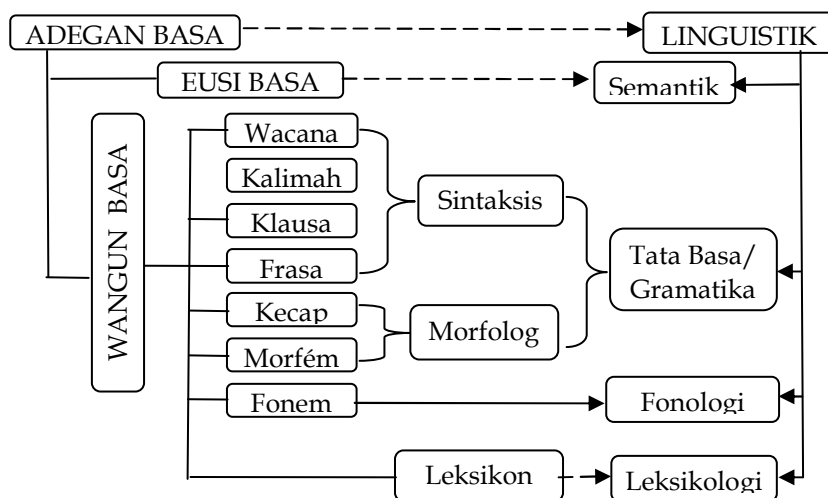 ADEGAN BASA
LINGUISTIK
EUSI BASA
Semantik
WANGUN BASA
Wacana
Kalimah
Klausa
Frasa
Kecap
Morfém
Fonem
Sintaksis
Morfolog
Tata Basa/
Gramatika
Fonologi
Leksikon
Leksikologi